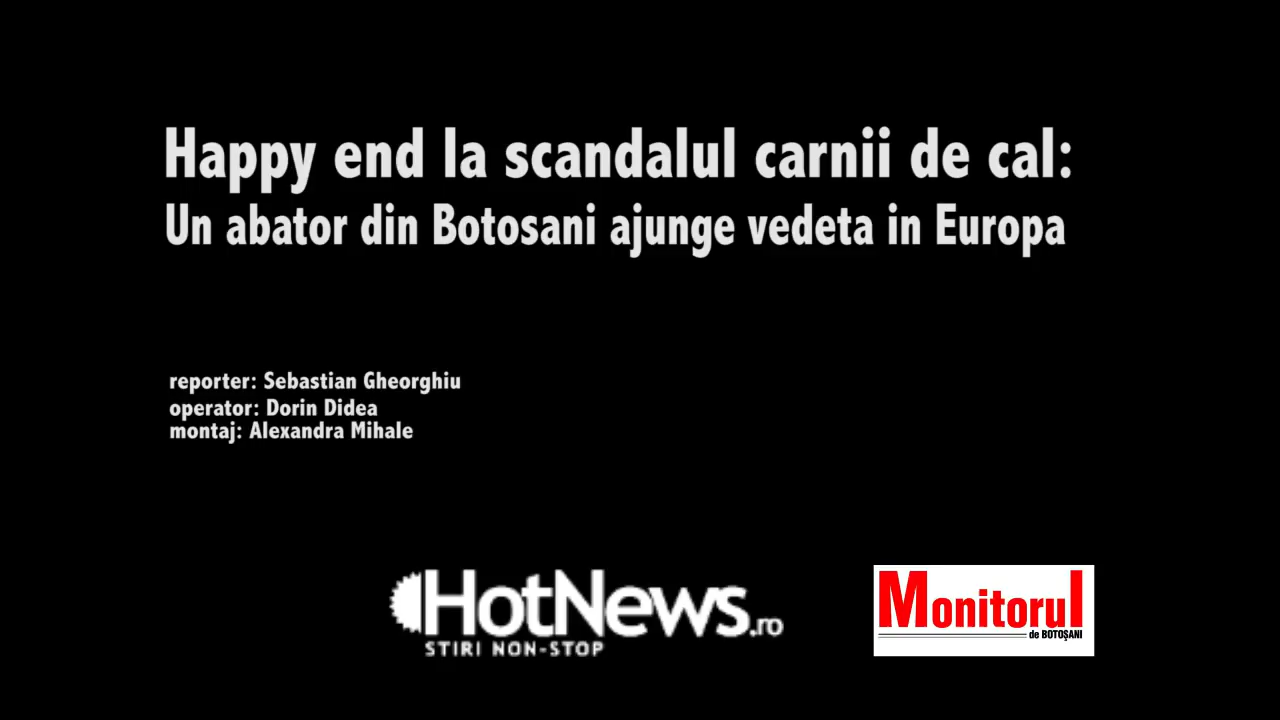 Happy end la scandalul carnii de cal:
Un abator din Botosani ajunge vedeta in Europa
reporter: Sebastian Gheorghiu
operator: Dorin Didea
montaj: Alexandra Mihale
HotNews.ro
STIRI NON-STOP
Monitorul
de BOTOŞANI